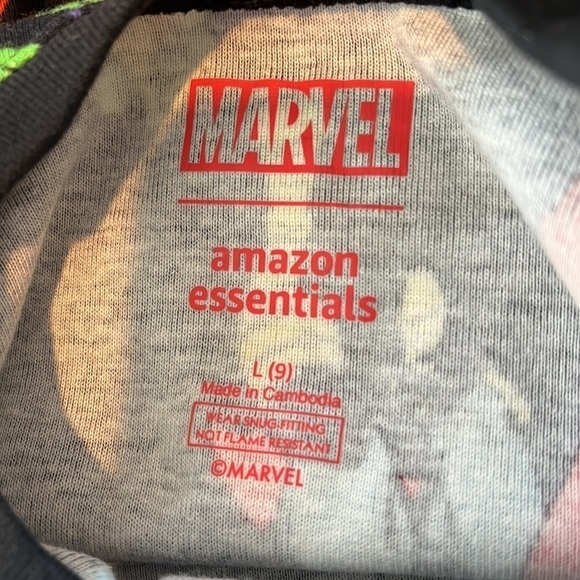 MARVEL
amazon
essentials
L (9)
Made in Cambodia
WEAR SNUG-FITTING
NOT FLAME RESISTANT
©MARVEL